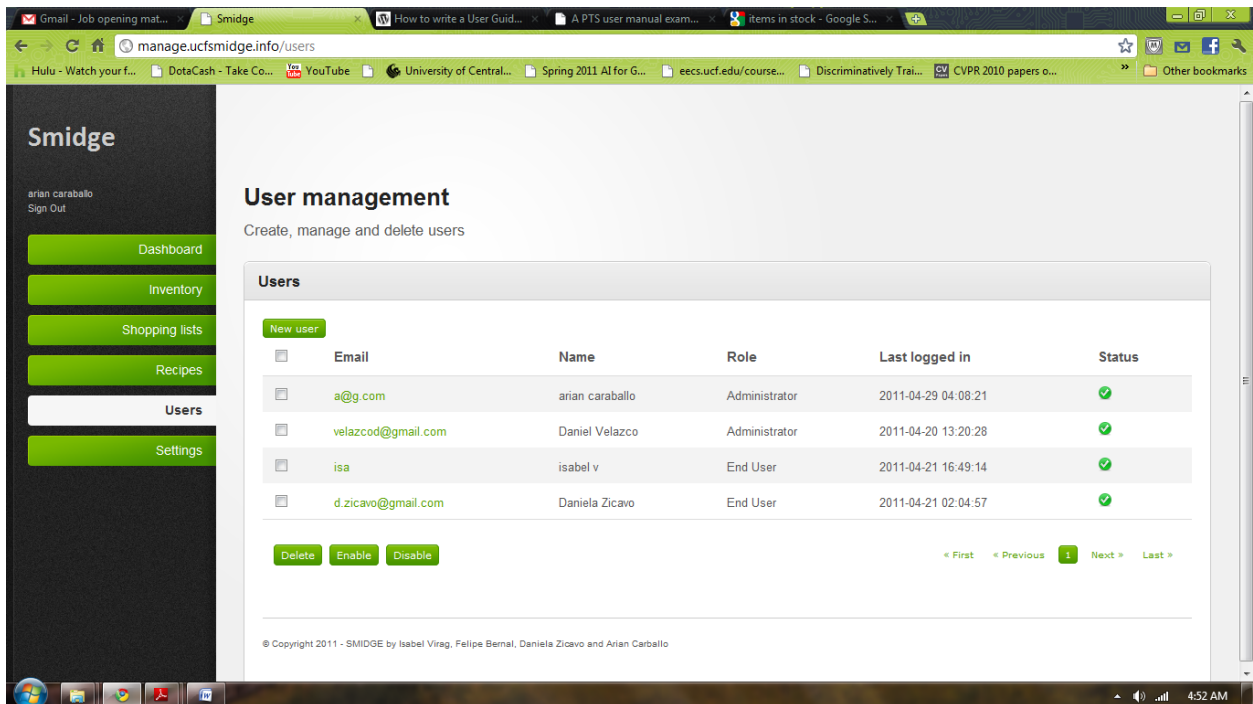 Gmail - Job opening mat... Smidge How to write a User Guid... A PTS user manual exam... items in stock - Google S...
manage.ucfsmidge.info/users
Hulu - Watch your f... DotaCash - Take Co... YouTube University of Central... Spring 2011 AI for G... eecs.ucf.edu/course... Discriminatively Trai... CVPR 2010 papers o... » Other bookmarks
Smidge
arian caraballo
Sign Out
Dashboard
Inventory
Shopping lists
Recipes
Users
Settings
User management
Create, manage and delete users
Users
New user
Email Name Role Last logged in Status
a@g.com arian caraballo Administrator 2011-04-29 04:08:21
velazcod@gmail.com Daniel Velazco Administrator 2011-04-20 13:20:28
isa isabel v End User 2011-04-21 16:49:14
d.zicavo@gmail.com Daniela Zicavo End User 2011-04-21 02:04:57
Delete Enable Disable « First « Previous 1 Next » Last »
© Copyright 2011 - SMIDGE by Isabel Virag, Felipe Bernal, Daniela Zicavo and Arian Carballo
4:52 AM